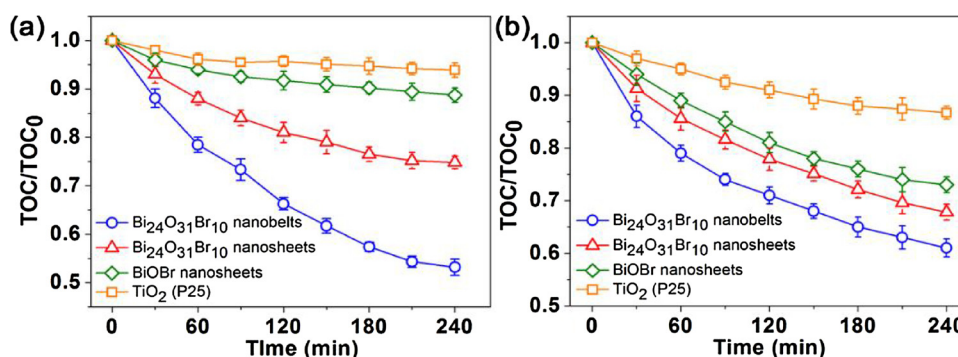 (a)
TOC/TOC0
1.0
0.9
0.8
0.7
0.6
0.5
Bi24O31Br10 nanobelts
Bi24O31Br10 nanosheets
BiOBr nanosheets
TiO2 (P25)
0 60 120 180 240
TIme (min)
(b)
TOC/TOC0
1.0
0.9
0.8
0.7
0.6
0.5
Bi24O31Br10 nanobelts
Bi24O31Br10 nanosheets
BiOBr nanosheets
TiO2 (P25)
0 60 120 180 240
Time (min)